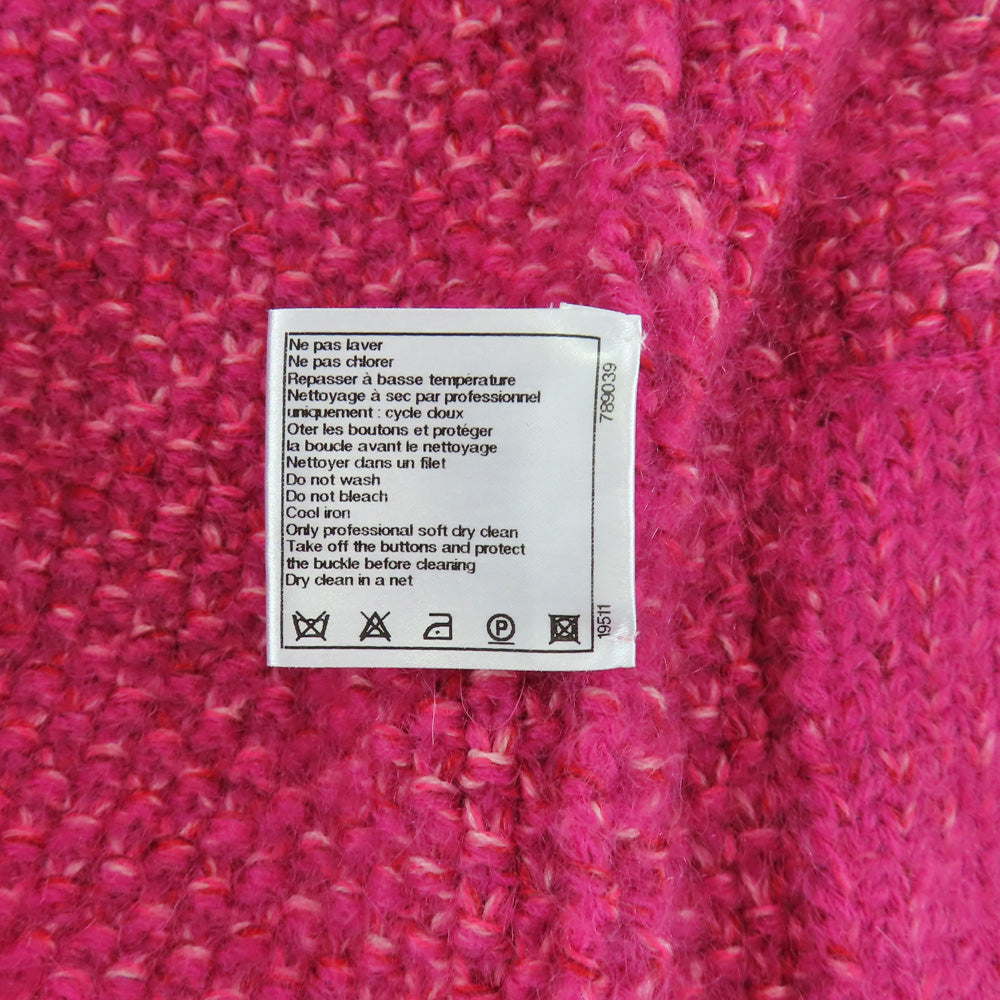 Ne pas laver
Ne pas chlorer
Repasser à basse température
Nettoyage à sec par professionnel
uniquement : cycle doux
Oter les boutons et protéger
la boucle avant le nettoyage
Nettoyer dans un filet
Do not wash
Do not bleach
Cool iron
Only professional soft dry clean
Take off the buttons and protect
the buckle before cleaning
Dry clean in a net
P
789039
19511